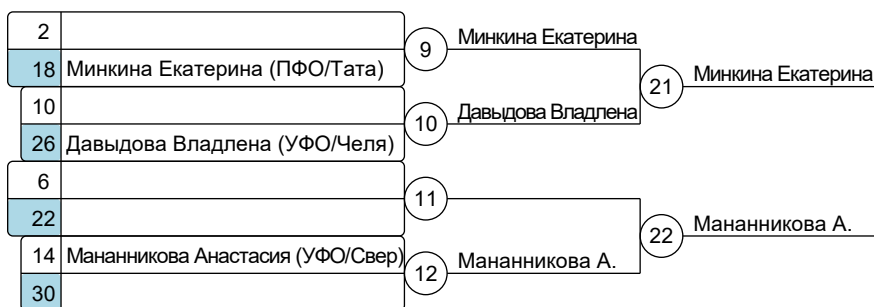 2
9
Минкина Екатерина
18 Минкина Екатерина (ПФО/Тата)
21
Минкина Екатерина
10
10
Давыдова Владлена
26 Давыдова Владлена (УФО/Челя)
6
11
22
22
Мананникова А.
14 Мананникова Анастасия (УФО/Свер)
12
Мананникова А.
30